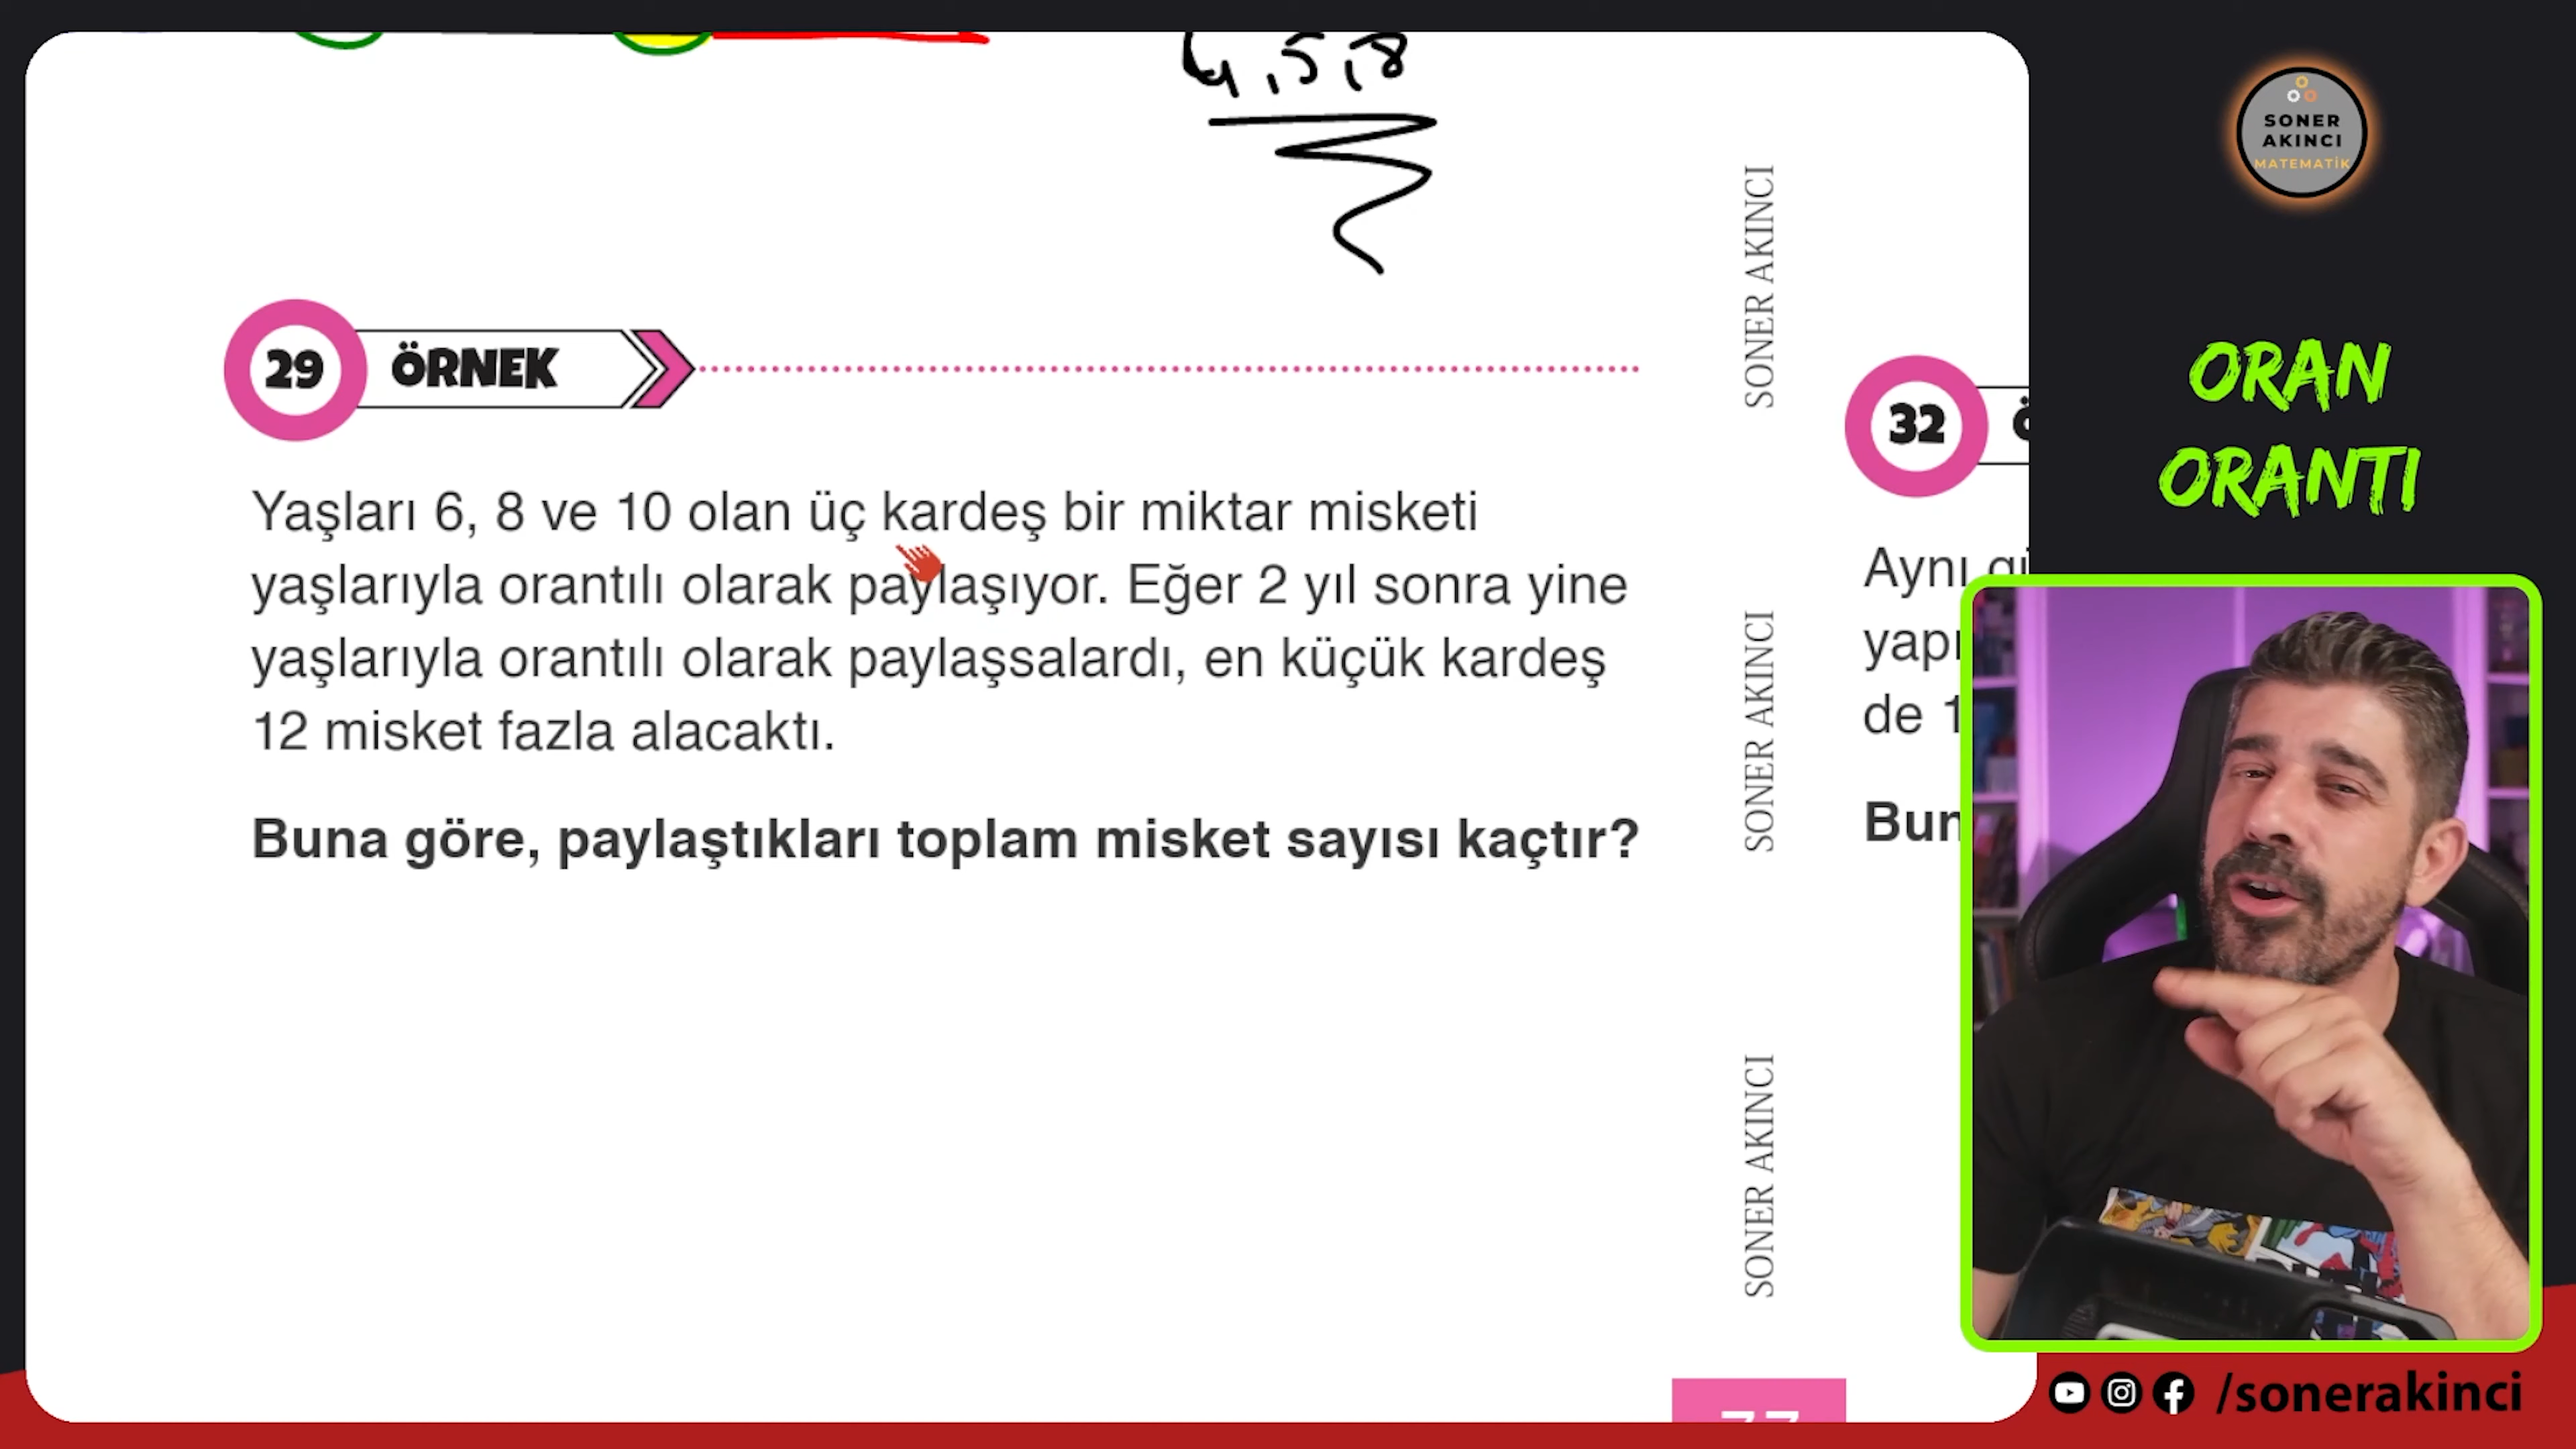 4, 5, 8
29 ÖRNEK
Yaşları 6, 8 ve 10 olan üç kardeş bir miktar misketi
yaşlarıyla orantılı olarak paylaşıyor. Eğer 2 yıl sonra yine
yaşlarıyla orantılı olarak paylaşsalardı, en küçük kardeş
12 misket fazla alacaktı.
Buna göre, paylaştıkları toplam misket sayısı kaçtır?
SONER AKINCI
SONER AKINCI
SONER AKINCI
32
Aynı
de 1
SONER
AKINCI
MATEMATİK
ORAN
ORANTI
/sonerakinci